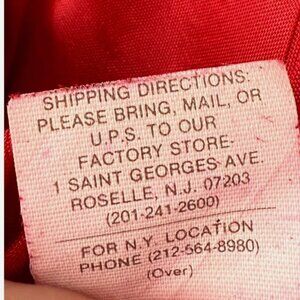 SHIPPING DIRECTIONS:
PLEASE BRING, MAIL, OR
U.P.S. TO OUR
FACTORY STORE-
1 SAINT GEORGES AVE.
ROSELLE, N.J. 07203
(201-241-2600)
FOR N.Y. LOCATION
PHONE (212-564-8980)
(Over)